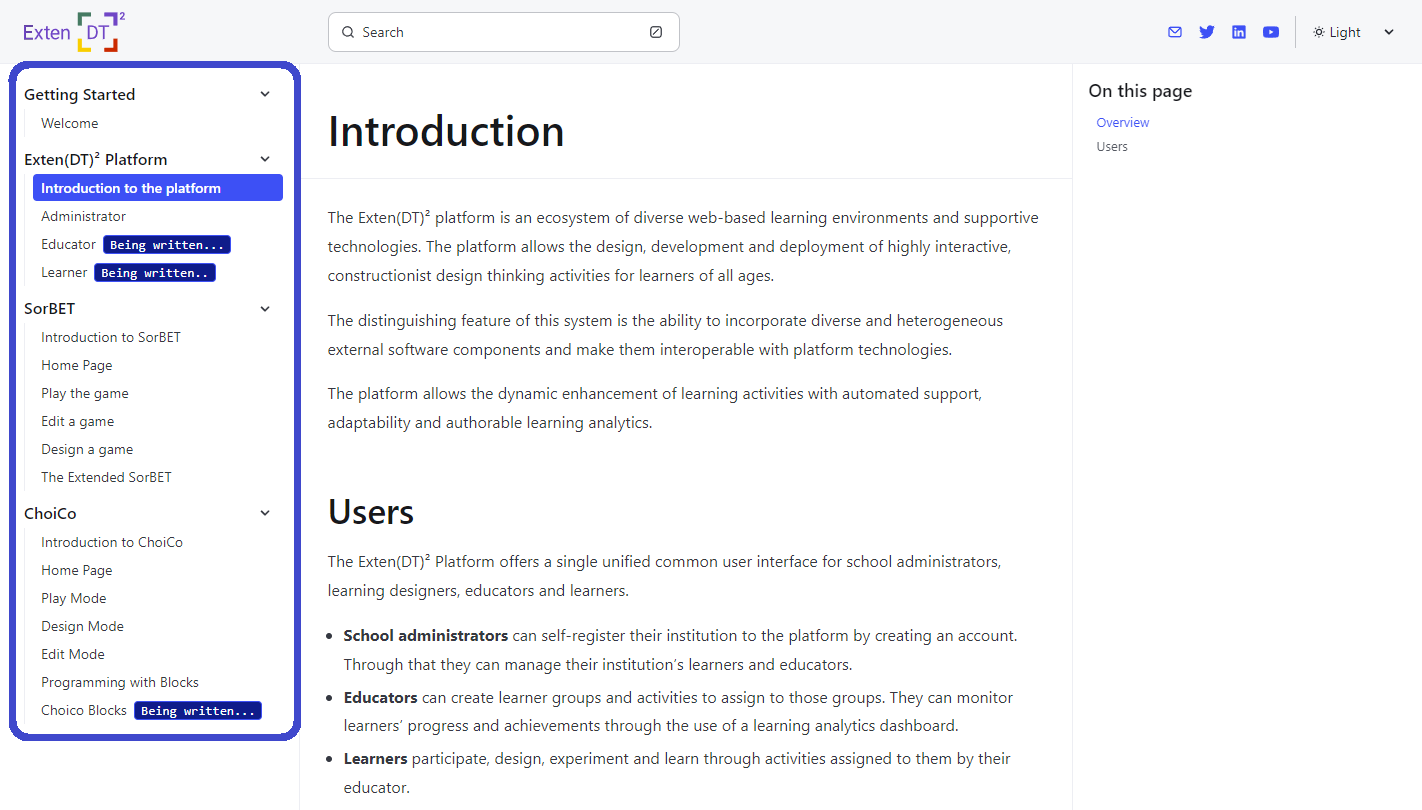 Exten DT 2
Search
Light
Getting Started
Welcome
Exten(DT)² Platform
Introduction to the platform
Administrator
Educator Being written...
Learner Being written..
SorBET
Introduction to SorBET
Home Page
Play the game
Edit a game
Design a game
The Extended SorBET
ChoiCo
Introduction to ChoiCo
Home Page
Play Mode
Design Mode
Edit Mode
Programming with Blocks
Choico Blocks Being written...
Introduction
The Exten(DT)² platform is an ecosystem of diverse web-based learning environments and supportive
technologies. The platform allows the design, development and deployment of highly interactive,
constructionist design thinking activities for learners of all ages.
The distinguishing feature of this system is the ability to incorporate diverse and heterogeneous
external software components and make them interoperable with platform technologies.
The platform allows the dynamic enhancement of learning activities with automated support,
adaptability and authorable learning analytics.
Users
The Exten(DT)² Platform offers a single unified common user interface for school administrators,
learning designers, educators and learners.
• School administrators can self-register their institution to the platform by creating an account.
Through that they can manage their institution's learners and educators.
• Educators can create learner groups and activities to assign to those groups. They can monitor
learners' progress and achievements through the use of a learning analytics dashboard.
• Learners participate, design, experiment and learn through activities assigned to them by their
educator.
On this page
Overview
Users